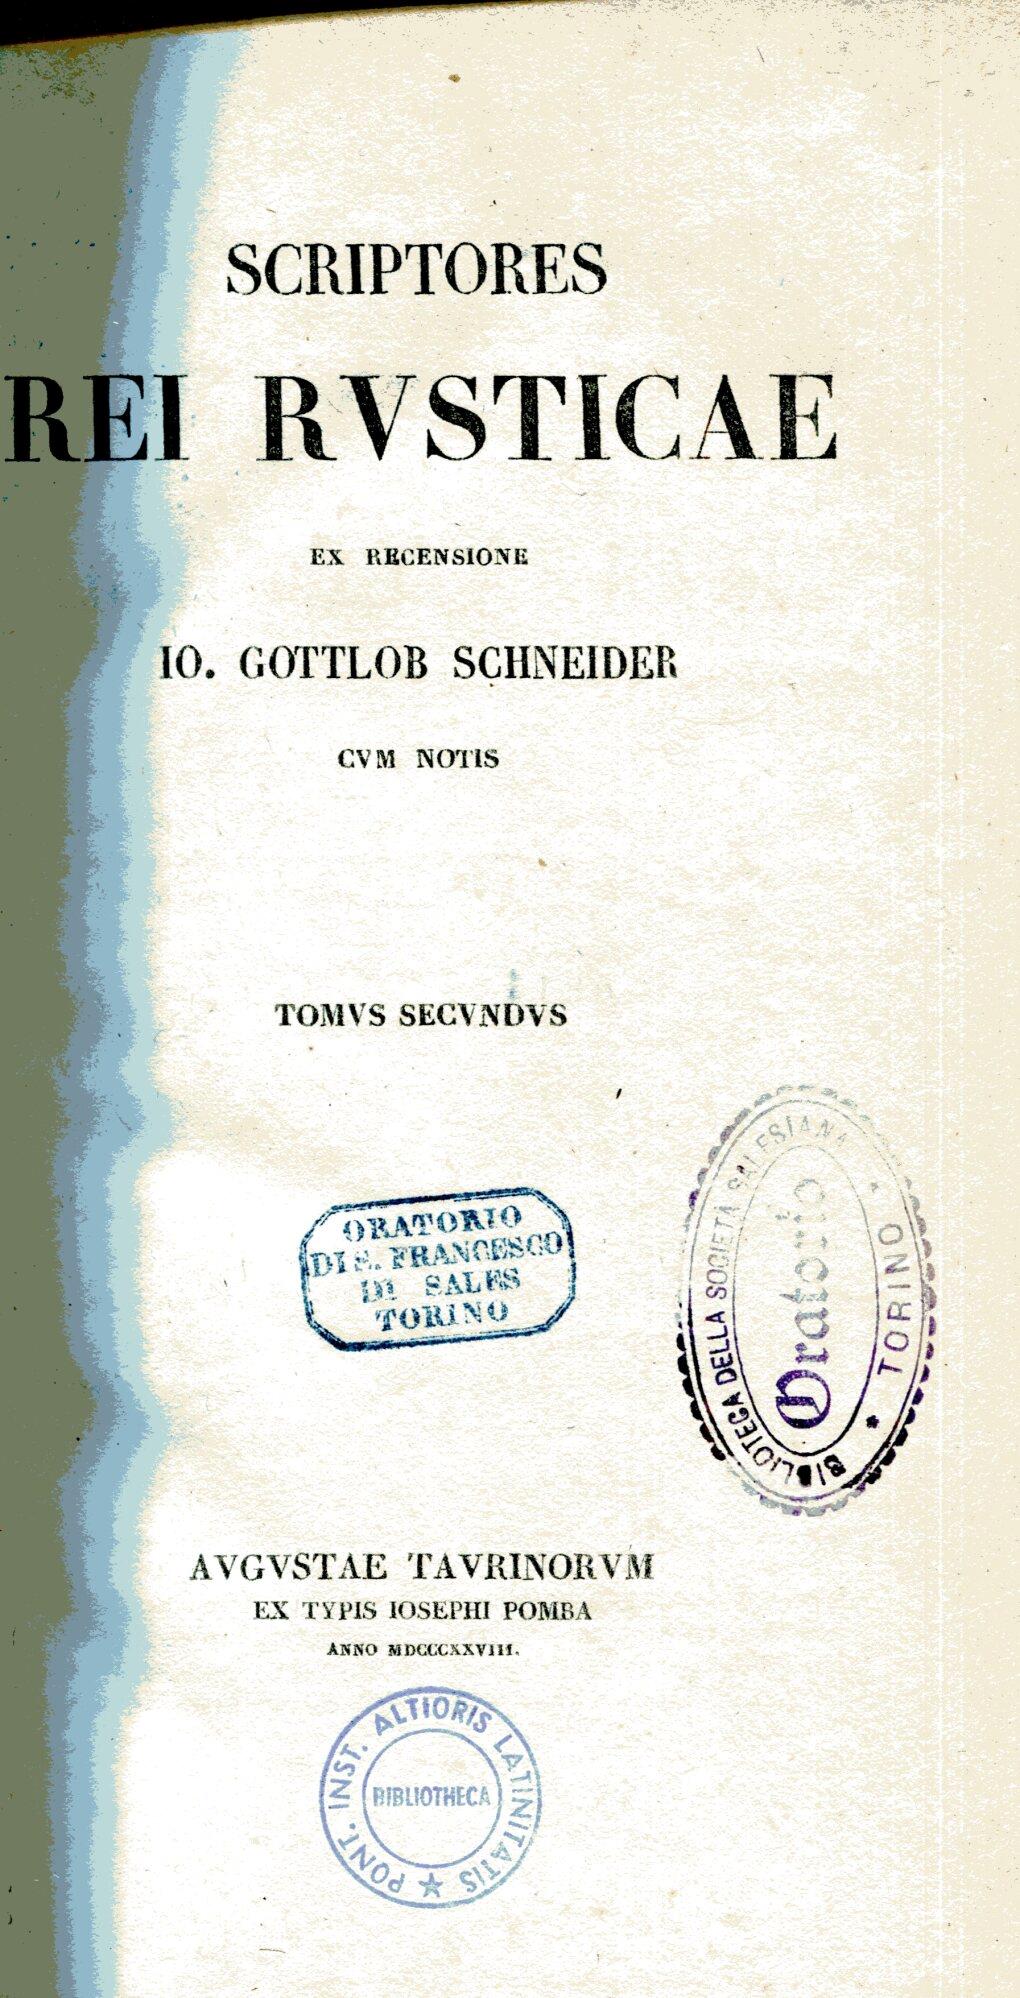 SCRIPTORES
REI RVSTICAE
EX RECENSIONE
IO. GOTTLOB SCHNEIDER
CVM NOTIS
TOMVS SECVNDVS
ORATORIO
DI S. FRANCESCO
DI SALES
TORINO
BIBLIOTECA DELLA SOCIETÀ SALESIANA
Oratorio
* TORINO
AVGVSTAE TAVRINORVM
EX TYPIS IOSEPHI POMBA
ANNO MDCCCXXVIII.
PONT. INST. ALTIORIS LATINITATIS ★
BIBLIOTHECA